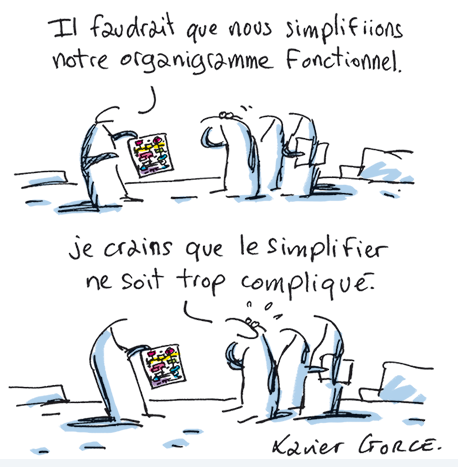 Il faudrait que nous simplifiions
notre organigramme fonctionnel.
je crains que le simplifier
ne soit trop compliqué.
Xavier GORCE.